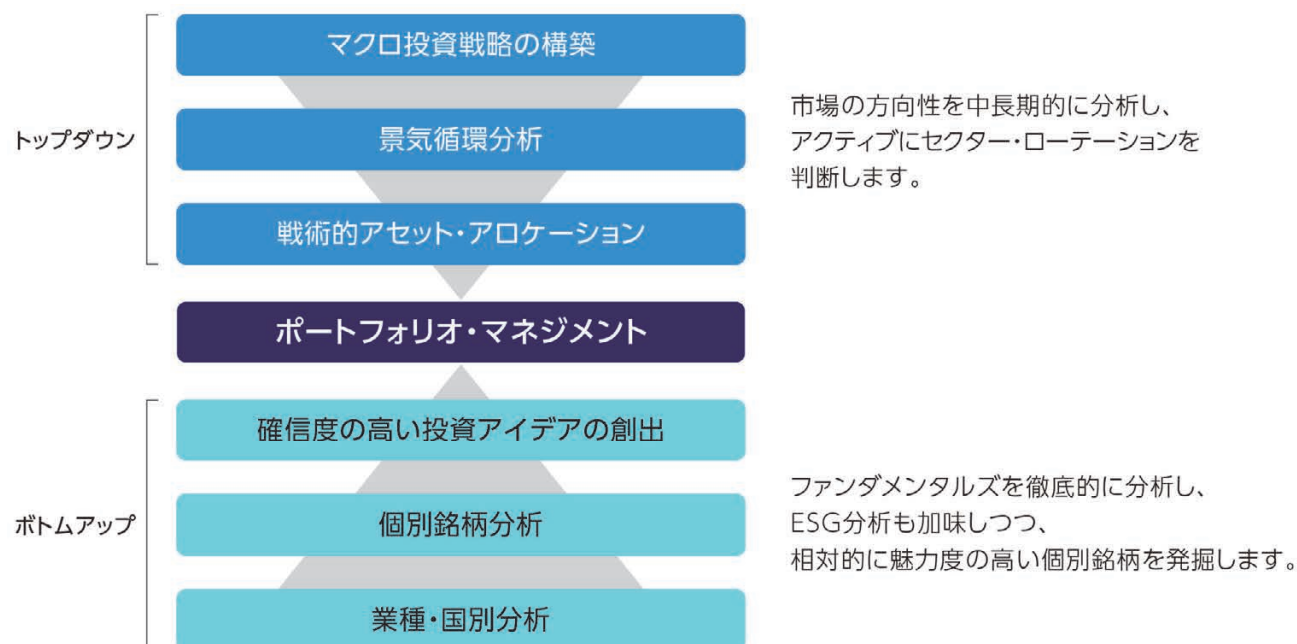 マクロ投資戦略の構築
トップダウン
景気循環分析
戦術的アセット・アロケーション
市場の方向性を中長期的に分析し、
アクティブにセクター・ローテーションを
判断します。
ポートフォリオ・マネジメント
確信度の高い投資アイデアの創出
ボトムアップ
個別銘柄分析
業種・国別分析
ファンダメンタルズを徹底的に分析し、
ESG分析も加味しつつ、
相対的に魅力度の高い個別銘柄を発掘します。